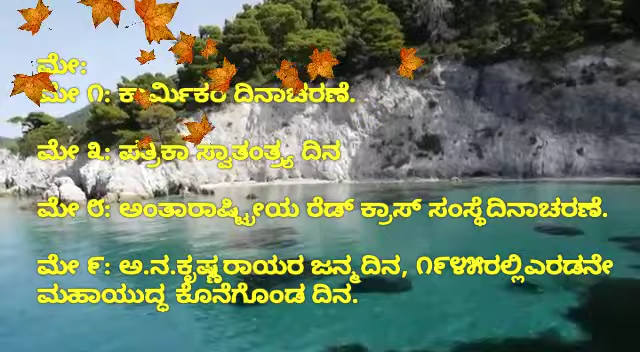 ಮೇ:
ಮೇ ೧: ಕಾರ್ಮಿಕರ ದಿನಾಚರಣೆ.
ಮೇ ೩: ಪತ್ರಿಕಾ ಸ್ವಾತಂತ್ರ್ಯ ದಿನ
ಮೇ ೮: ಅಂತಾರಾಷ್ಟ್ರೀಯ ರೆಡ್ ಕ್ರಾಸ್ ಸಂಸ್ಥೆದಿನಾಚರಣೆ.
ಮೇ ೯: ಅ.ನ.ಕೃಷ್ಣರಾಯರ ಜನ್ಮದಿನ, ೧೯೪೫ರಲ್ಲಿಎರಡನೇ
ಮಹಾಯುದ್ಧ ಕೊನೆಗೊಂಡ ದಿನ.